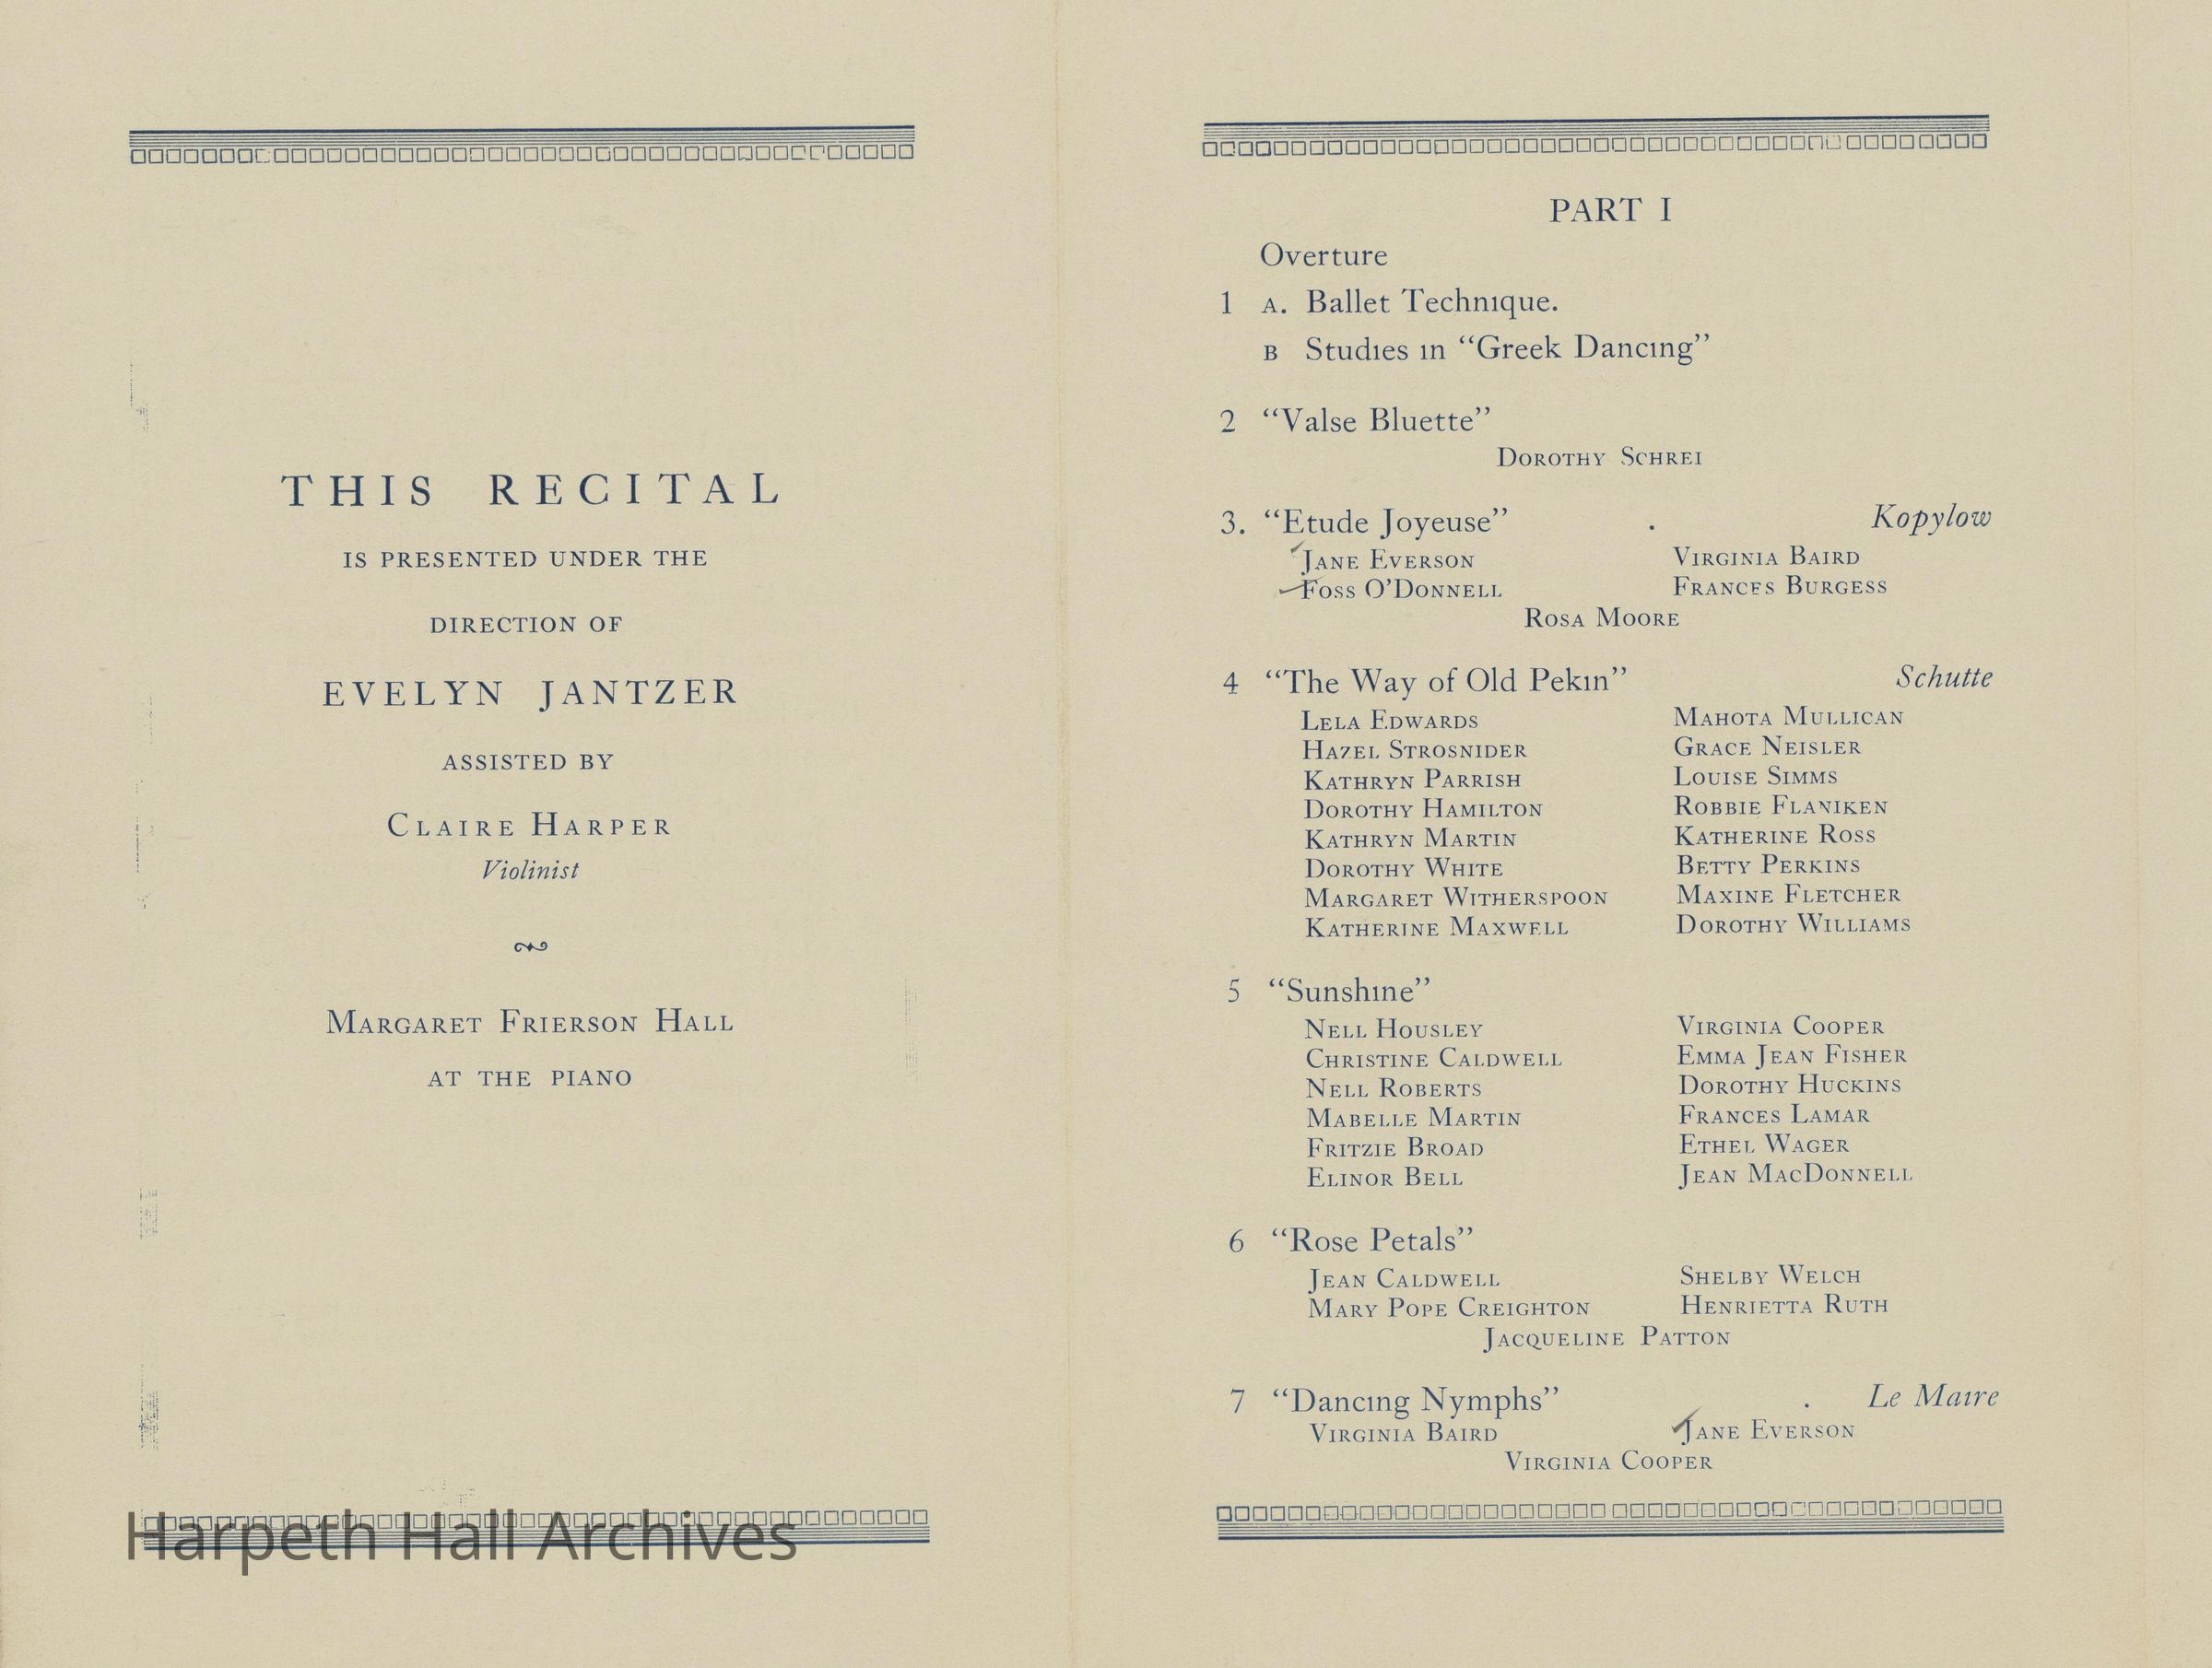 THIS RECITAL
IS PRESENTED UNDER THE
DIRECTION OF
EVELYN JANTZER
ASSISTED BY
CLAIRE HARPER
Violinist
MARGARET FRIERSON HALL
AT THE PIANO
Harpeth Hall Archives
PART I
Overture
1 A. Ballet Technique.
B Studies in “Greek Dancing”
2 “Valse Bluette”
DOROTHY SCHREI
3. “Etude Joyeuse” . Kopylow
JANE EVERSON VIRGINIA BAIRD
FOSS O’DONNELL FRANCES BURGESS
ROSA MOORE
4 “The Way of Old Pekin” Schutte
LELA EDWARDS MAHOTA MULLICAN
HAZEL STROSNIDER GRACE NEISLER
KATHRYN PARRISH LOUISE SIMMS
DOROTHY HAMILTON ROBBIE FLANIKEN
KATHRYN MARTIN KATHERINE ROSS
DOROTHY WHITE BETTY PERKINS
MARGARET WITHERSPOON MAXINE FLETCHER
KATHERINE MAXWELL DOROTHY WILLIAMS
5 “Sunshine”
NELL HOUSLEY VIRGINIA COOPER
CHRISTINE CALDWELL EMMA JEAN FISHER
NELL ROBERTS DOROTHY HUCKINS
MABELLE MARTIN FRANCES LAMAR
FRITZIE BROAD ETHEL WAGER
ELINOR BELL JEAN MACDONNELL
6 “Rose Petals”
JEAN CALDWELL SHELBY WELCH
MARY POPE CREIGHTON HENRIETTA RUTH
JACQUELINE PATTON
7 “Dancing Nymphs” . Le Maire
VIRGINIA BAIRD JANE EVERSON
VIRGINIA COOPER